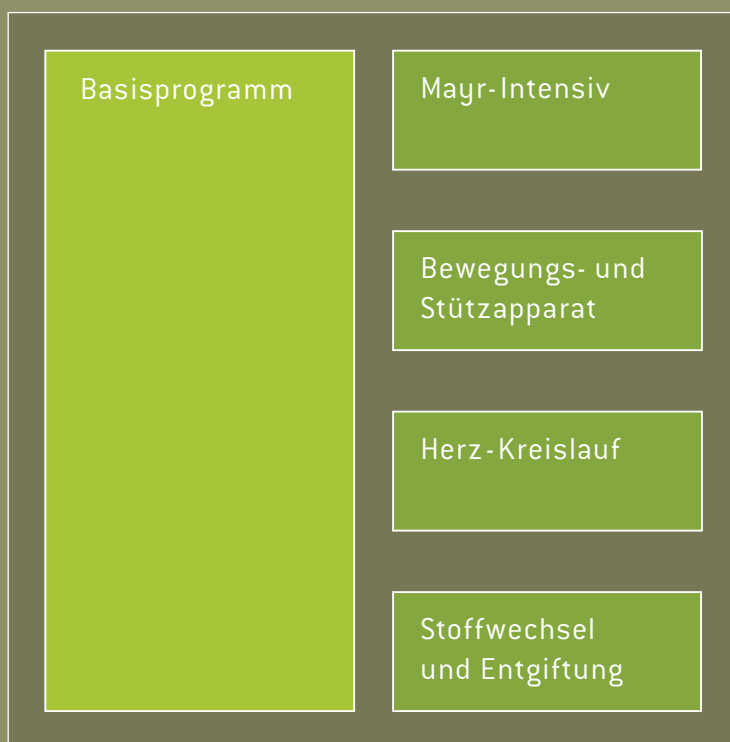 Basisprogramm
Mayr-Intensiv
Bewegungs- und
Stützapparat
Herz-Kreislauf
Stoffwechsel
und Entgiftung